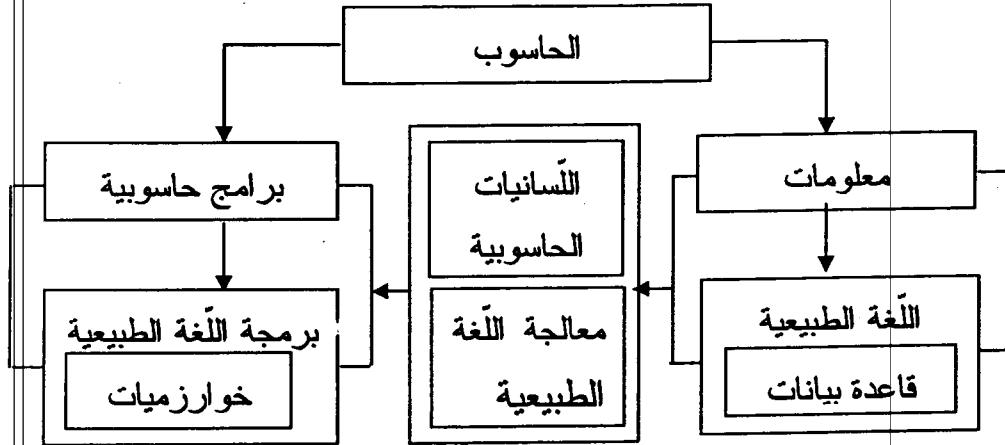 الحاسوب
معلومات
اللّغة الطبيعية
قاعدة بيانات
اللّسانيات
الحاسوبية
معالجة اللّغة
الطبيعية
برامج حاسوبية
برمجة اللّغة الطبيعية
خوارزميات